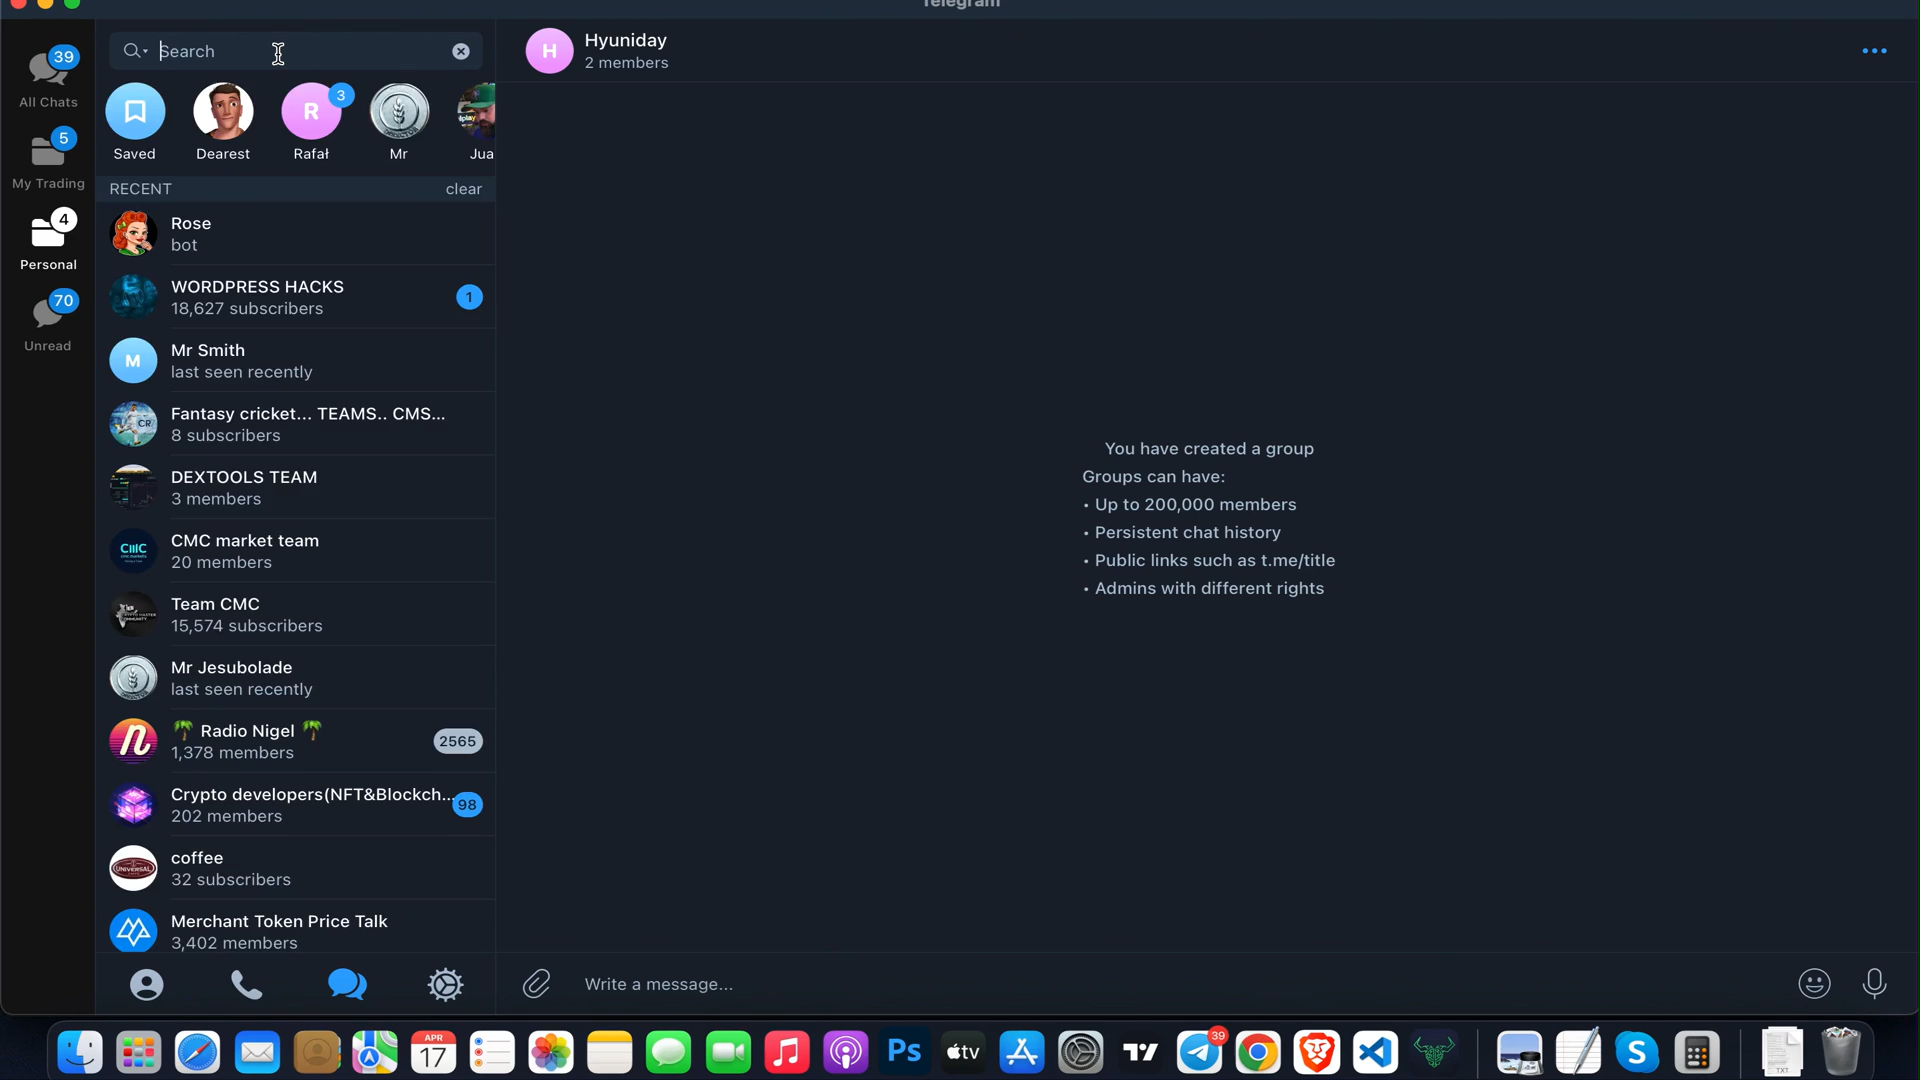 Telegram
39
All Chats
5
My Trading
4
Personal
70
Unread
Search
Saved
Dearest
R
3
Rafał
Mr
Jua
RECENT
clear
Rose
bot
WORDPRESS HACKS
18,627 subscribers
1
M
Mr Smith
last seen recently
Fantasy cricket... TEAMS.. CMS...
8 subscribers
DEXTOOLS TEAM
3 members
CMC market team
20 members
Team CMC
15,574 subscribers
Mr Jesubolade
last seen recently
🌴 Radio Nigel 🌴
1,378 members
2565
Crypto developers(NFT&Blockch...
202 members
98
coffee
32 subscribers
Merchant Token Price Talk
3,402 members
H
Hyuniday
2 members
You have created a group
Groups can have:
• Up to 200,000 members
• Persistent chat history
• Public links such as t.me/title
• Admins with different rights
Write a message...
APR
17
Ps
tv
39
TXT